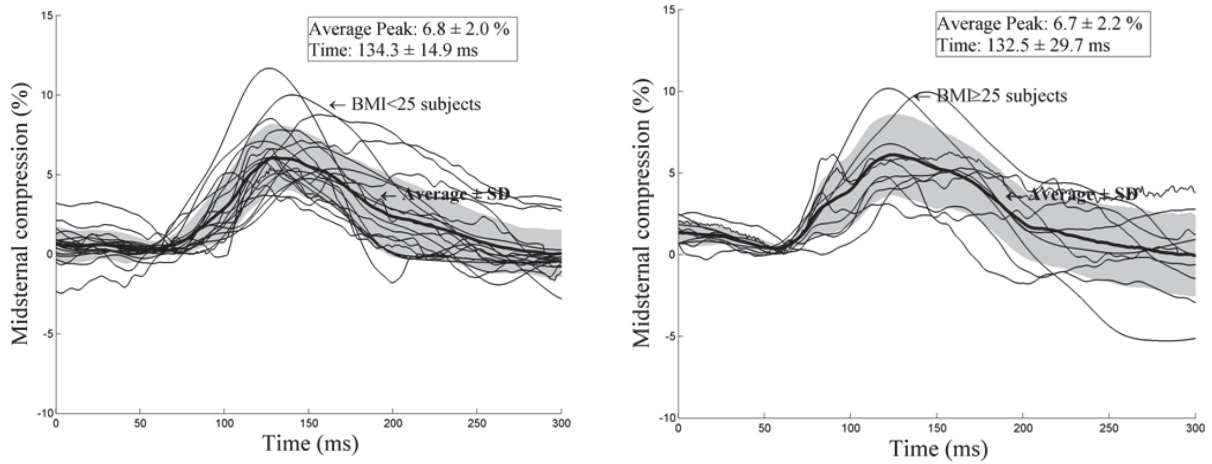 Average Peak: 6.8 ± 2.0 %
Time: 134.3 ± 14.9 ms
← BMI<25 subjects
Average ± SD
Midsternal compression (%)
15
10
5
0
-5
-10
0
50
100
150
200
250
300
Time (ms)
Average Peak: 6.7 ± 2.2 %
Time: 132.5 ± 29.7 ms
← BMI≥25 subjects
← Average ± SD
Midsternal compression (%)
15
10
5
0
-5
-10
0
50
100
150
200
250
300
Time (ms)